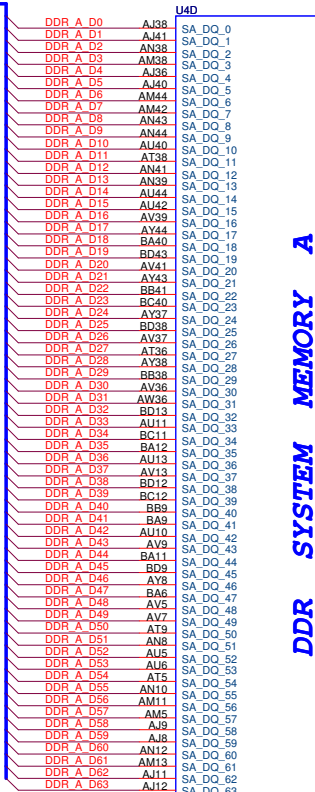 U4D
DDR_A_D0 AJ38 SA_DQ_0
DDR_A_D1 AJ41 SA_DQ_1
DDR_A_D2 AN38 SA_DQ_2
DDR_A_D3 AM38 SA_DQ_3
DDR_A_D4 AJ36 SA_DQ_4
DDR_A_D5 AJ40 SA_DQ_5
DDR_A_D6 AM44 SA_DQ_6
DDR_A_D7 AM42 SA_DQ_7
DDR_A_D8 AN43 SA_DQ_8
DDR_A_D9 AN44 SA_DQ_9
DDR_A_D10 AU40 SA_DQ_10
DDR_A_D11 AT38 SA_DQ_11
DDR_A_D12 AN41 SA_DQ_12
DDR_A_D13 AN39 SA_DQ_13
DDR_A_D14 AU44 SA_DQ_14
DDR_A_D15 AU42 SA_DQ_15
DDR_A_D16 AV39 SA_DQ_16
DDR_A_D17 AY44 SA_DQ_17
DDR_A_D18 BA40 SA_DQ_18
DDR_A_D19 BD43 SA_DQ_19
DDR_A_D20 AV41 SA_DQ_20
DDR_A_D21 AY43 SA_DQ_21
DDR_A_D22 BB41 SA_DQ_22
DDR_A_D23 BC40 SA_DQ_23
DDR_A_D24 AY37 SA_DQ_24
DDR_A_D25 BD38 SA_DQ_25
DDR_A_D26 AV37 SA_DQ_26
DDR_A_D27 AT36 SA_DQ_27
DDR_A_D28 AY38 SA_DQ_28
DDR_A_D29 BB38 SA_DQ_29
DDR_A_D30 AV36 SA_DQ_30
DDR_A_D31 AW36 SA_DQ_31
DDR_A_D32 BD13 SA_DQ_32
DDR_A_D33 AU11 SA_DQ_33
DDR_A_D34 BC11 SA_DQ_34
DDR_A_D35 BA12 SA_DQ_35
DDR_A_D36 AU13 SA_DQ_36
DDR_A_D37 AV13 SA_DQ_37
DDR_A_D38 BD12 SA_DQ_38
DDR_A_D39 BC12 SA_DQ_39
DDR_A_D40 BB9 SA_DQ_40
DDR_A_D41 BA9 SA_DQ_41
DDR_A_D42 AU10 SA_DQ_42
DDR_A_D43 AV9 SA_DQ_43
DDR_A_D44 BA11 SA_DQ_44
DDR_A_D45 BD9 SA_DQ_45
DDR_A_D46 AY8 SA_DQ_46
DDR_A_D47 BA6 SA_DQ_47
DDR_A_D48 AV5 SA_DQ_48
DDR_A_D49 AV7 SA_DQ_49
DDR_A_D50 AT9 SA_DQ_50
DDR_A_D51 AN8 SA_DQ_51
DDR_A_D52 AU5 SA_DQ_52
DDR_A_D53 AU6 SA_DQ_53
DDR_A_D54 AT5 SA_DQ_54
DDR_A_D55 AN10 SA_DQ_55
DDR_A_D56 AM11 SA_DQ_56
DDR_A_D57 AM5 SA_DQ_57
DDR_A_D58 AJ9 SA_DQ_58
DDR_A_D59 AJ8 SA_DQ_59
DDR_A_D60 AN12 SA_DQ_60
DDR_A_D61 AM13 SA_DQ_61
DDR_A_D62 AJ11 SA_DQ_62
DDR_A_D63 AJ12 SA_DQ_63
DDR SYSTEM MEMORY A